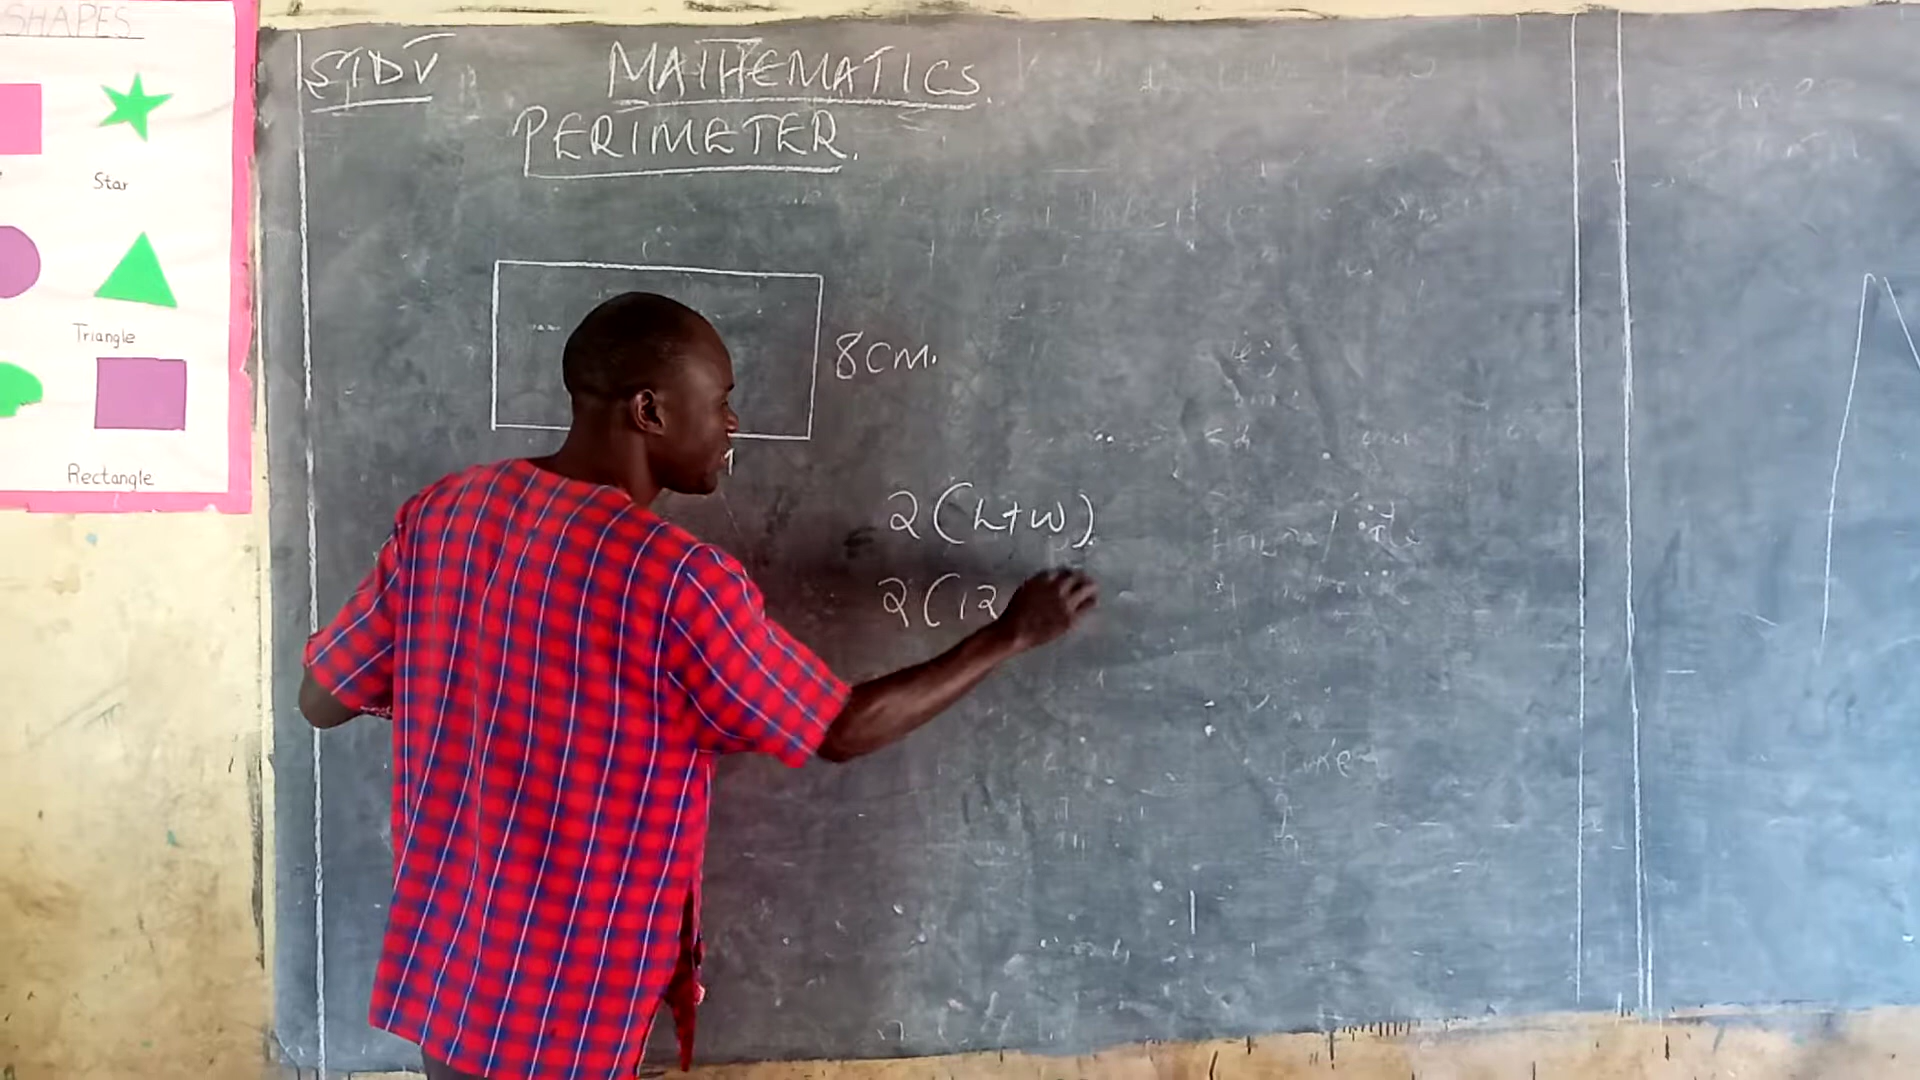 SHAPES
Star
Triangle
Rectangle
STD V
MATHEMATICS
PERIMETER.
8cm.
2(L+W).
2(12